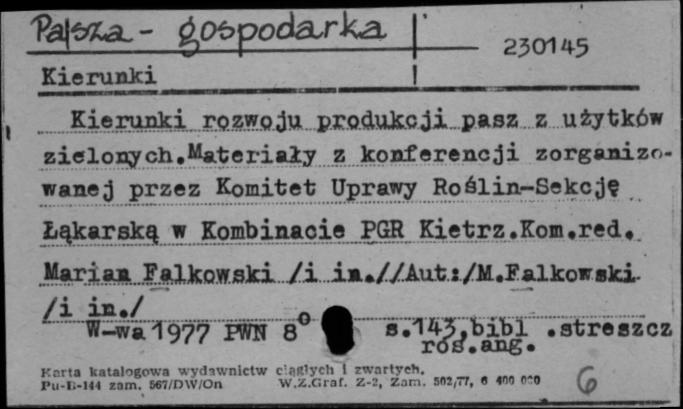 Pasza - gospodarka
230145
Kierunki
Kierunki rozwoju produkcji pasz z użytków
zielonych.Materiały z konferencji zorganizo-
wanej przez Komitet Uprawy Roślin-Sekcję
Łąkarską w Kombinacie PGR Kietrz.Kom.red.
Marian Falkowski /i in.//Aut:/M.Falkowski
/i in./
W-wa 1977 PWN 8° s.143,bibl .streszcz
ros.ang.
Karta katalogowa wydawnictw ciągłych i zwartych.
Pu-B-144 zam. 567/DW/On W.Z.Graf. Z-2, Zam. 502/77, 6 400 000
6